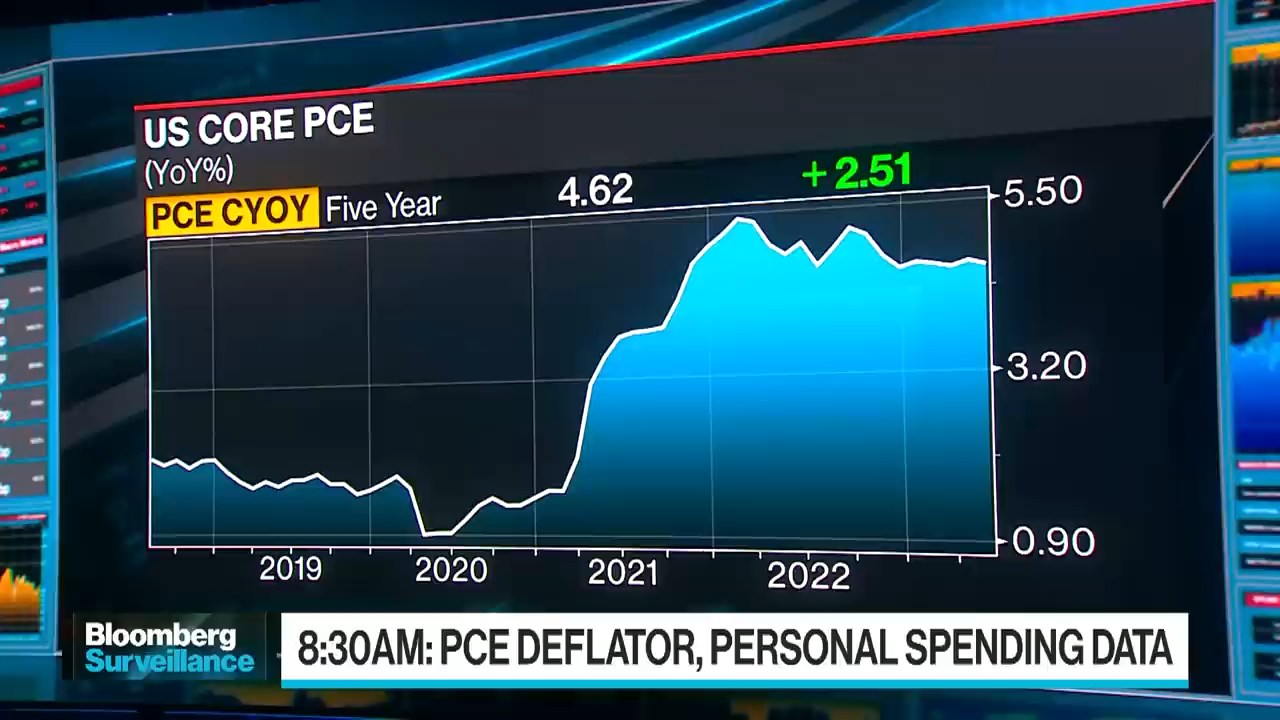 US CORE PCE
(YoY%)
PCE CYOY Five Year 4.62 +2.51
5.50
3.20
0.90
2019 2020 2021 2022
Bloomberg
Surveillance
8:30AM: PCE DEFLATOR, PERSONAL SPENDING DATA